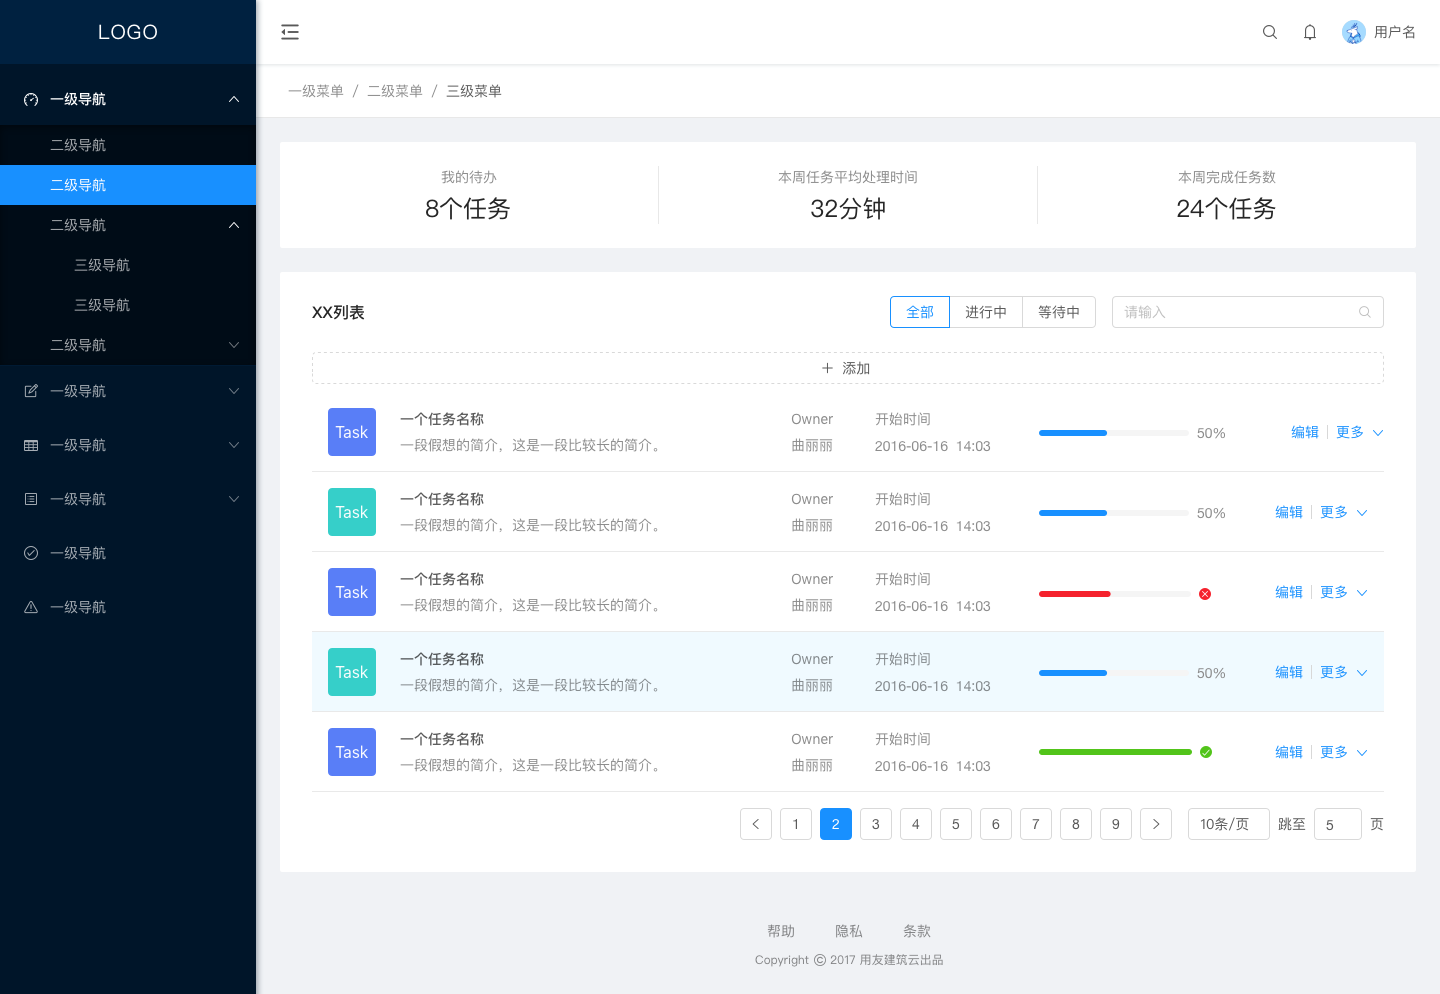 LOGO
用户名
一级菜单 / 二级菜单 / 三级菜单
一级导航
二级导航
二级导航
二级导航
三级导航
三级导航
二级导航
一级导航
一级导航
一级导航
一级导航
一级导航
我的待办
8个任务
本周任务平均处理时间
32分钟
本周完成任务数
24个任务
XX列表
全部 进行中 等待中 请输入
添加
Task
一个任务名称 Owner 开始时间
一段假想的简介，这是一段比较长的简介。 曲丽丽 2016-06-16 14:03
50% 编辑 更多
Task
一个任务名称 Owner 开始时间
一段假想的简介，这是一段比较长的简介。 曲丽丽 2016-06-16 14:03
50% 编辑 更多
Task
一个任务名称 Owner 开始时间
一段假想的简介，这是一段比较长的简介。 曲丽丽 2016-06-16 14:03
编辑 更多
Task
一个任务名称 Owner 开始时间
一段假想的简介，这是一段比较长的简介。 曲丽丽 2016-06-16 14:03
50% 编辑 更多
Task
一个任务名称 Owner 开始时间
一段假想的简介，这是一段比较长的简介。 曲丽丽 2016-06-16 14:03
编辑 更多
1 2 3 4 5 6 7 8 9 10条/页 跳至 5 页
帮助 隐私 条款
Copyright © 2017 用友建筑云出品